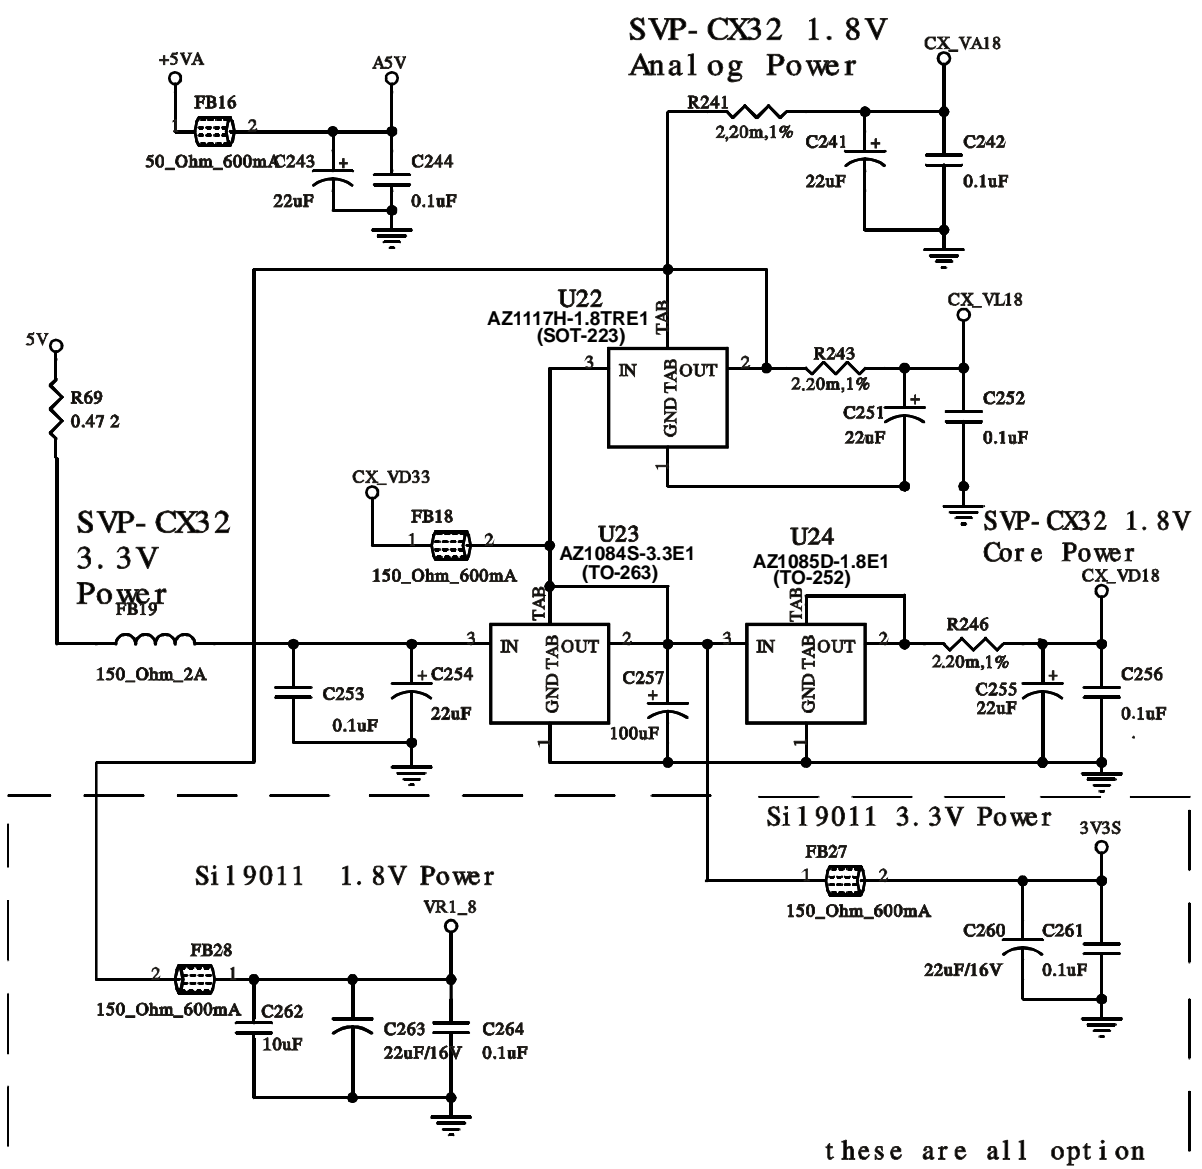 SVP-CX32 1.8V
Analog Power
CX_VA18
+5VA
A5V
FB16
1
2
50_Ohm_600mA
C243
+
22uF
C244
0.1uF
R241
2,20m,1%
C241
+
22uF
C242
0.1uF
U22
AZ1117H-1.8TRE1
(SOT-223)
TAB
3
IN
GND TAB
OUT
2
1
R243
2,20m,1%
CX_VL18
C251
+
22uF
C252
0.1uF
5V
R69
0.47 2
SVP-CX32
3.3V
Power
CX_VD33
FB18
1
2
150_Ohm_600mA
U23
AZ1084S-3.3E1
(TO-263)
U24
AZ1085D-1.8E1
(TO-252)
SVP-CX32 1.8V
Core Power
CX_VD18
FB19
150_Ohm_2A
C253
0.1uF
+
C254
22uF
TAB
3
IN
GND TAB
OUT
2
1
C257
+
100uF
TAB
3
IN
GND TAB
OUT
2
1
R246
2,20m,1%
C255
+
22uF
C256
0.1uF
Si19011 3.3V Power
3V3S
FB27
1
2
150_Ohm_600mA
C260
22uF/16V
C261
0.1uF
Si19011 1.8V Power
VR1_8
FB28
2
1
150_Ohm_600mA
C262
10uF
C263
22uF/16V
C264
0.1uF
these are all option